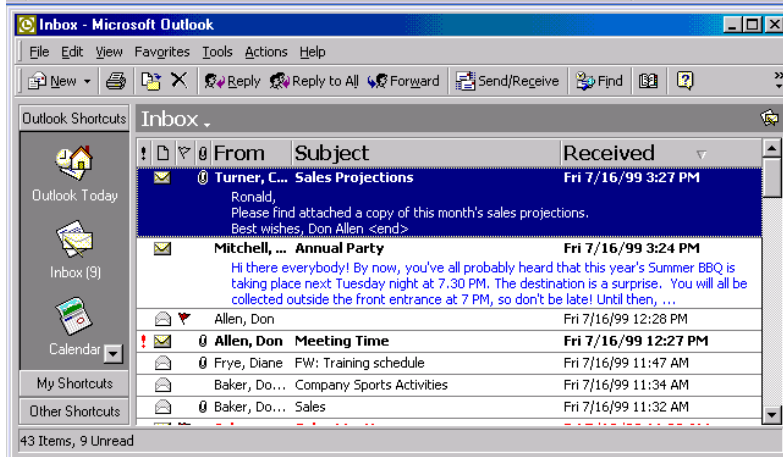 Inbox - Microsoft Outlook
File Edit View Favorites Tools Actions Help
New Reply Reply to All Forward Send/Receive Find
Outlook Shortcuts Inbox
! From Subject Received
Turner, C... Sales Projections Fri 7/16/99 3:27 PM
Ronald,
Please find attached a copy of this month's sales projections.
Best wishes, Don Allen <end>
Outlook Today
Mitchell, ... Annual Party Fri 7/16/99 3:24 PM
Hi there everybody! By now, you've all probably heard that this year's Summer BBQ is
taking place next Tuesday night at 7.30 PM. The destination is a surprise. You will all be
collected outside the front entrance at 7 PM, so don't be late! Until then, ...
Inbox (9)
Allen, Don Fri 7/16/99 12:28 PM
! Allen, Don Meeting Time Fri 7/16/99 12:27 PM
Calendar
Frye, Diane FW: Training schedule Fri 7/16/99 11:47 AM
Baker, Do... Company Sports Activities Fri 7/16/99 11:34 AM
My Shortcuts
Baker, Do... Sales Fri 7/16/99 11:32 AM
Other Shortcuts
43 Items, 9 Unread